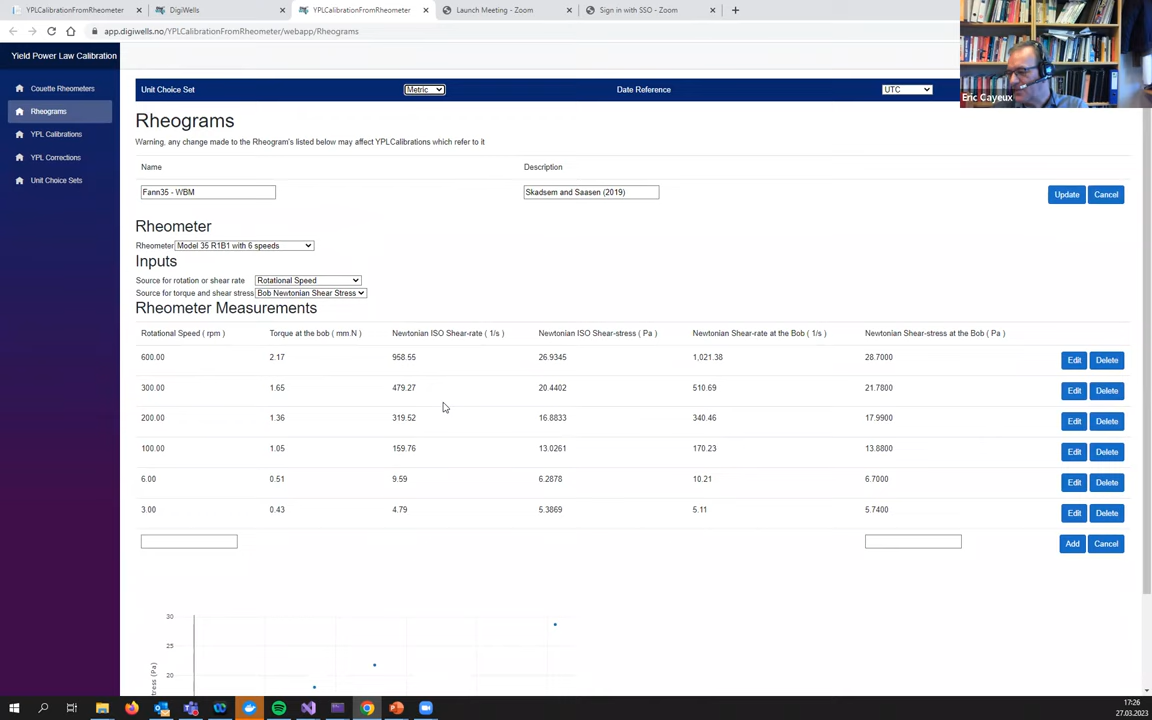 YPLCalibrationFromRheometer
DigiWells
YPLCalibrationFromRheometer
Launch Meeting - Zoom
Sign in with SSO - Zoom
app.digiwells.no/YPLCalibrationFromRheometer/webapp/Rheograms
Yield Power Law Calibration
Couette Rheometers
Rheograms
YPL Calibrations
YPL Corrections
Unit Choice Sets
Eric Cayeux
Unit Choice Set Metric Date Reference UTC
Rheograms
Warning, any change made to the Rheogram's listed below may affect YPLCalibrations which refer to it
Name Description
Fann35 - WBM Skadsem and Saasen (2019) Update Cancel
Rheometer
Rheometer Model 35 R1B1 with 6 speeds
Inputs
Source for rotation or shear rate Rotational Speed
Source for torque and shear stress Bob Newtonian Shear Stress
Rheometer Measurements
Rotational Speed ( rpm ) Torque at the bob ( mm.N ) Newtonian ISO Shear-rate ( 1/s ) Newtonian ISO Shear-stress ( Pa ) Newtonian Shear-rate at the Bob ( 1/s ) Newtonian Shear-stress at the Bob ( Pa )
600.00 2.17 958.55 26.9345 1,021.38 28.7000 Edit Delete
300.00 1.65 479.27 20.4402 510.69 21.7800 Edit Delete
200.00 1.36 319.52 16.8833 340.46 17.9900 Edit Delete
100.00 1.05 159.76 13.0261 170.23 13.8800 Edit Delete
6.00 0.51 9.59 6.2878 10.21 6.7000 Edit Delete
3.00 0.43 4.79 5.3869 5.11 5.7400 Edit Delete
Add Cancel
30
25
20
stress (Pa)
17:26
27.03.2023